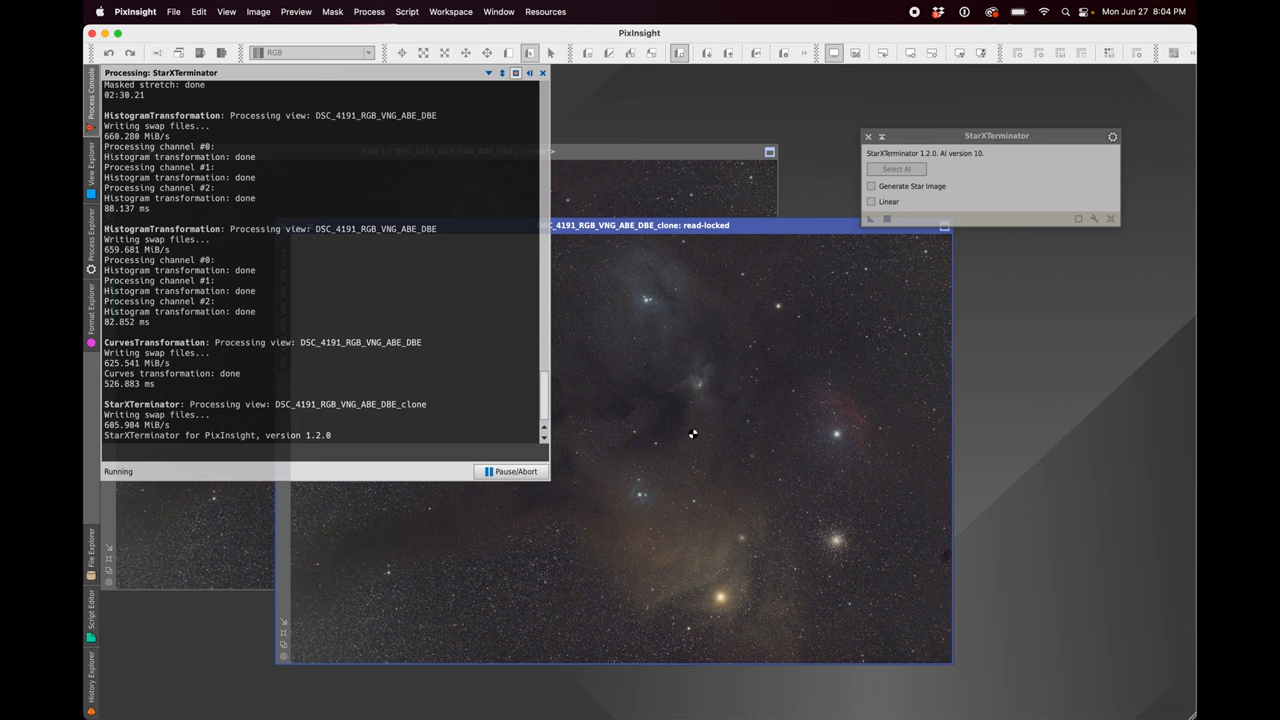 PixInsight File Edit View Image Preview Mask Process Script Workspace Window Resources Mon Jun 27 8:04 PM
PixInsight
RGB
Processing: StarXTerminator
Masked stretch: done
02:30.21
HistogramTransformation: Processing view: DSC_4191_RGB_VNG_ABE_DBE
Writing swap files...
660.280 MiB/s
Processing channel #0:
Histogram transformation: done
Processing channel #1:
Histogram transformation: done
Processing channel #2:
Histogram transformation: done
88.137 ms
HistogramTransformation: Processing view: DSC_4191_RGB_VNG_ABE_DBE
Writing swap files...
659.681 MiB/s
Processing channel #0:
Histogram transformation: done
Processing channel #1:
Histogram transformation: done
Processing channel #2:
Histogram transformation: done
82.852 ms
CurvesTransformation: Processing view: DSC_4191_RGB_VNG_ABE_DBE
Writing swap files...
625.541 MiB/s
Curves transformation: done
526.883 ms
StarXTerminator: Processing view: DSC_4191_RGB_VNG_ABE_DBE_clone
Writing swap files...
605.904 MiB/s
StarXTerminator for PixInsight, version 1.2.0
Running
Pause/Abort
Process Console
View Explorer
Process Explorer
Format Explorer
File Explorer
Script Editor
History Explorer
DSC_4191_RGB_VNG_ABE_DBE_clone: read-locked
StarXTerminator
StarXTerminator 1.2.0. AI version 10.
Select AI
Generate Star Image
Linear